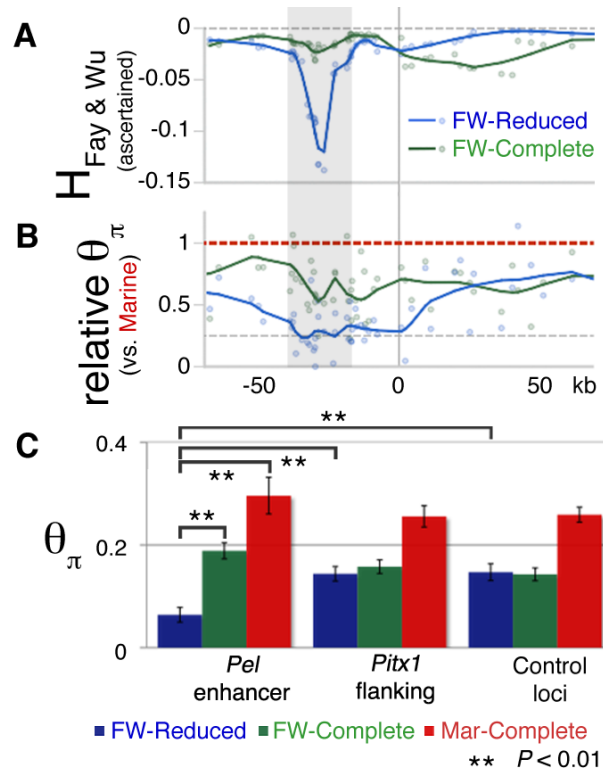 A
H Fay & Wu
(ascertained)
0
-0.05
-0.1
-0.15
FW-Reduced
FW-Complete
B
relative θπ
(vs. Marine)
1
0.5
0
-50
0
50
kb
C
θπ
0.4
0.2
0
**
**
**
**
Pel
enhancer
Pitx1
flanking
Control
loci
FW-Reduced
FW-Complete
Mar-Complete
** P < 0.01